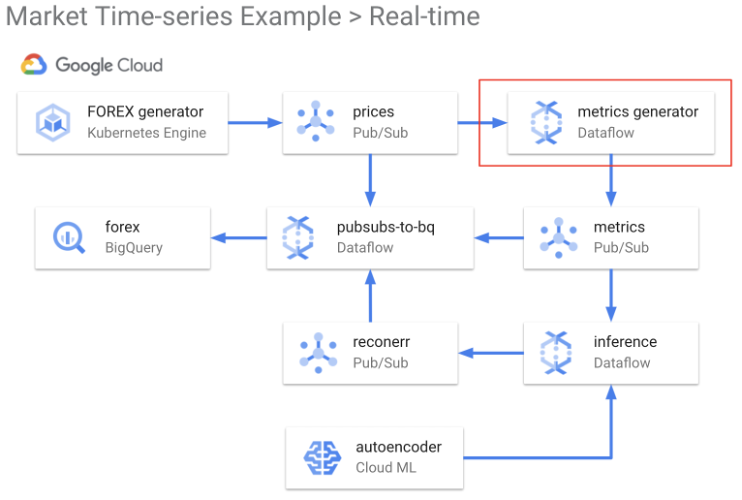 Market Time-series Example > Real-time
Google Cloud
FOREX generator
Kubernetes Engine
prices
Pub/Sub
metrics generator
Dataflow
forex
BigQuery
pubsubs-to-bq
Dataflow
metrics
Pub/Sub
reconerr
Pub/Sub
inference
Dataflow
autoencoder
Cloud ML